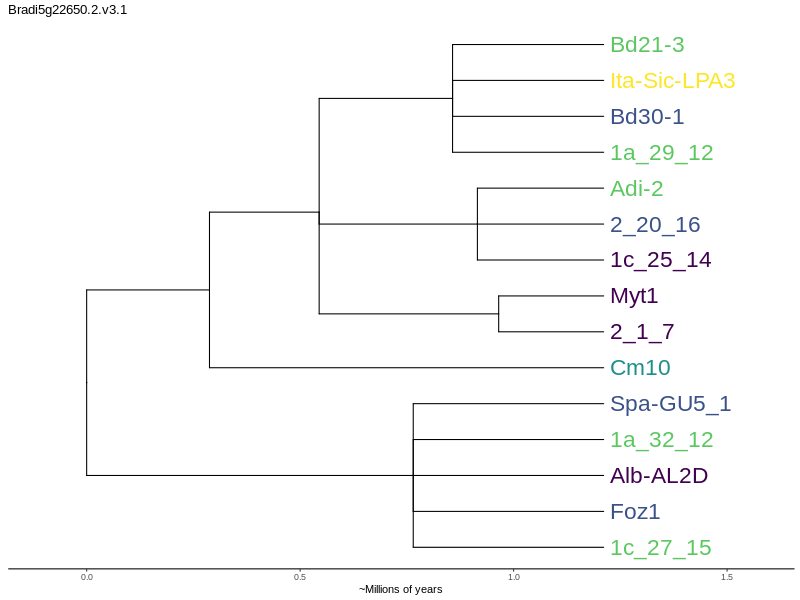 Bradi5g22650.2.v3.1
Bd21-3
Ita-Sic-LPA3
Bd30-1
1a_29_12
Adi-2
2_20_16
1c_25_14
Myt1
2_1_7
Cm10
Spa-GU5_1
1a_32_12
Alb-AL2D
Foz1
1c_27_15
0.0 0.5 1.0 1.5
~Millions of years